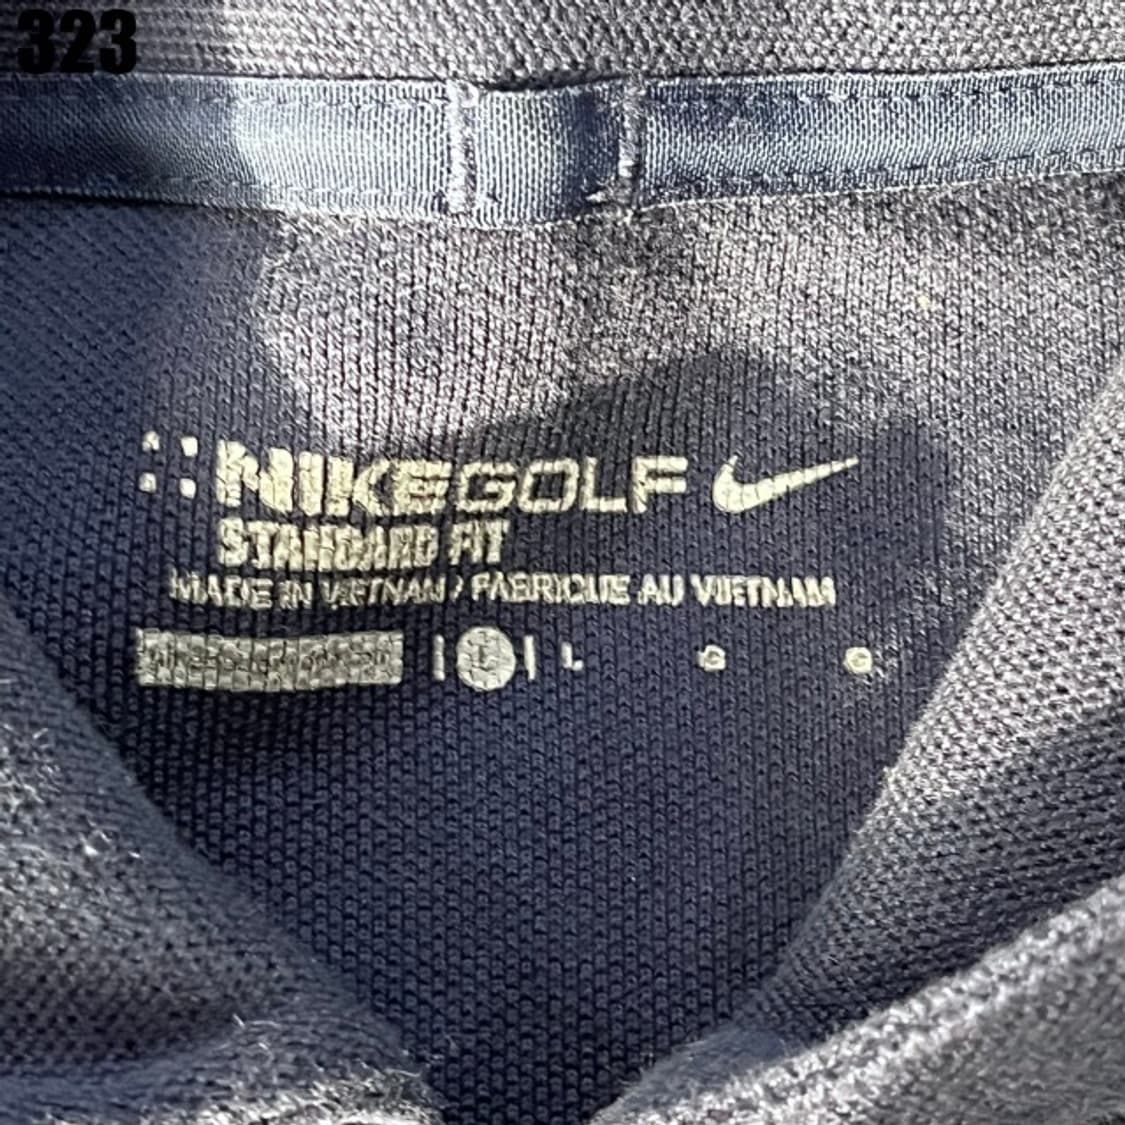 323
NIKEGOLF
STANDARD FIT
MADE IN VIETNAM / FABRIQUE AU VIETNAM
L L G G